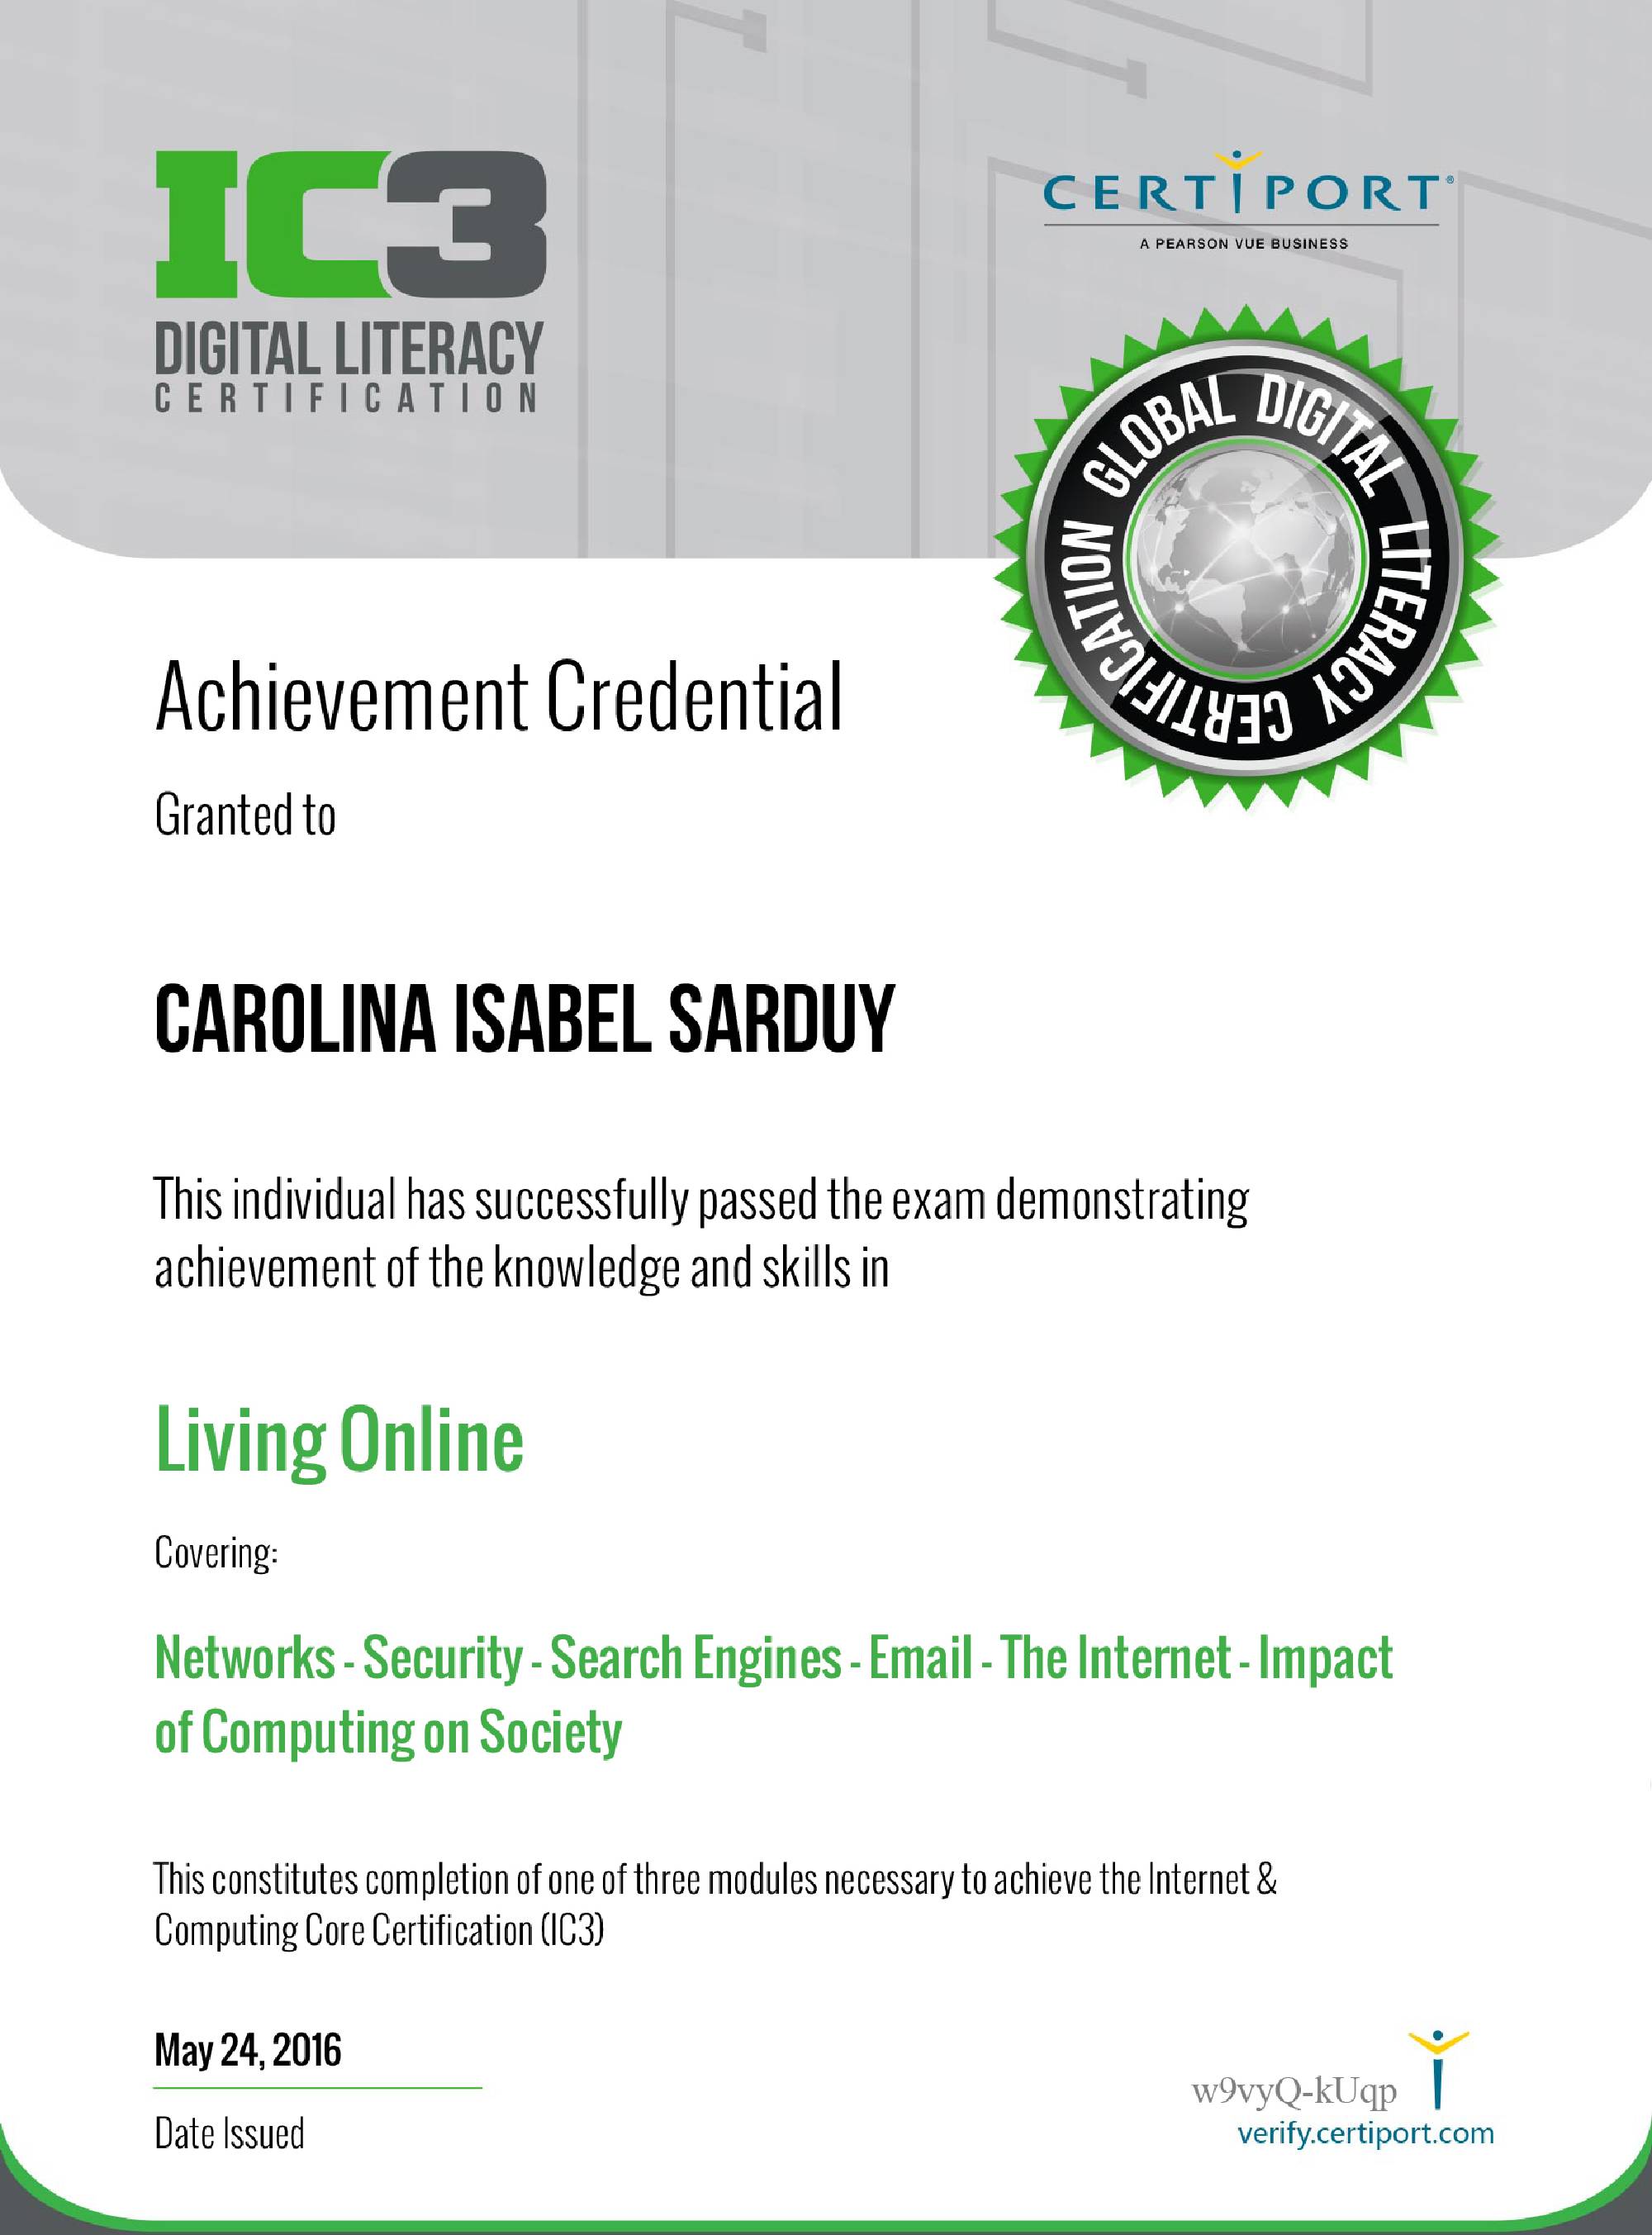 IC3
DIGITAL LITERACY
CERTIFICATION
CERTIPORT®
A PEARSON VUE BUSINESS
GLOBAL DIGITAL LITERACY CERTIFICATION
Achievement Credential
Granted to
CAROLINA ISABEL SARDUY
This individual has successfully passed the exam demonstrating
achievement of the knowledge and skills in
Living Online
Covering:
Networks - Security - Search Engines - Email - The Internet - Impact
of Computing on Society
This constitutes completion of one of three modules necessary to achieve the Internet &
Computing Core Certification (IC3)
May 24, 2016
Date Issued
w9vyQ-kUqp
verify.certiport.com